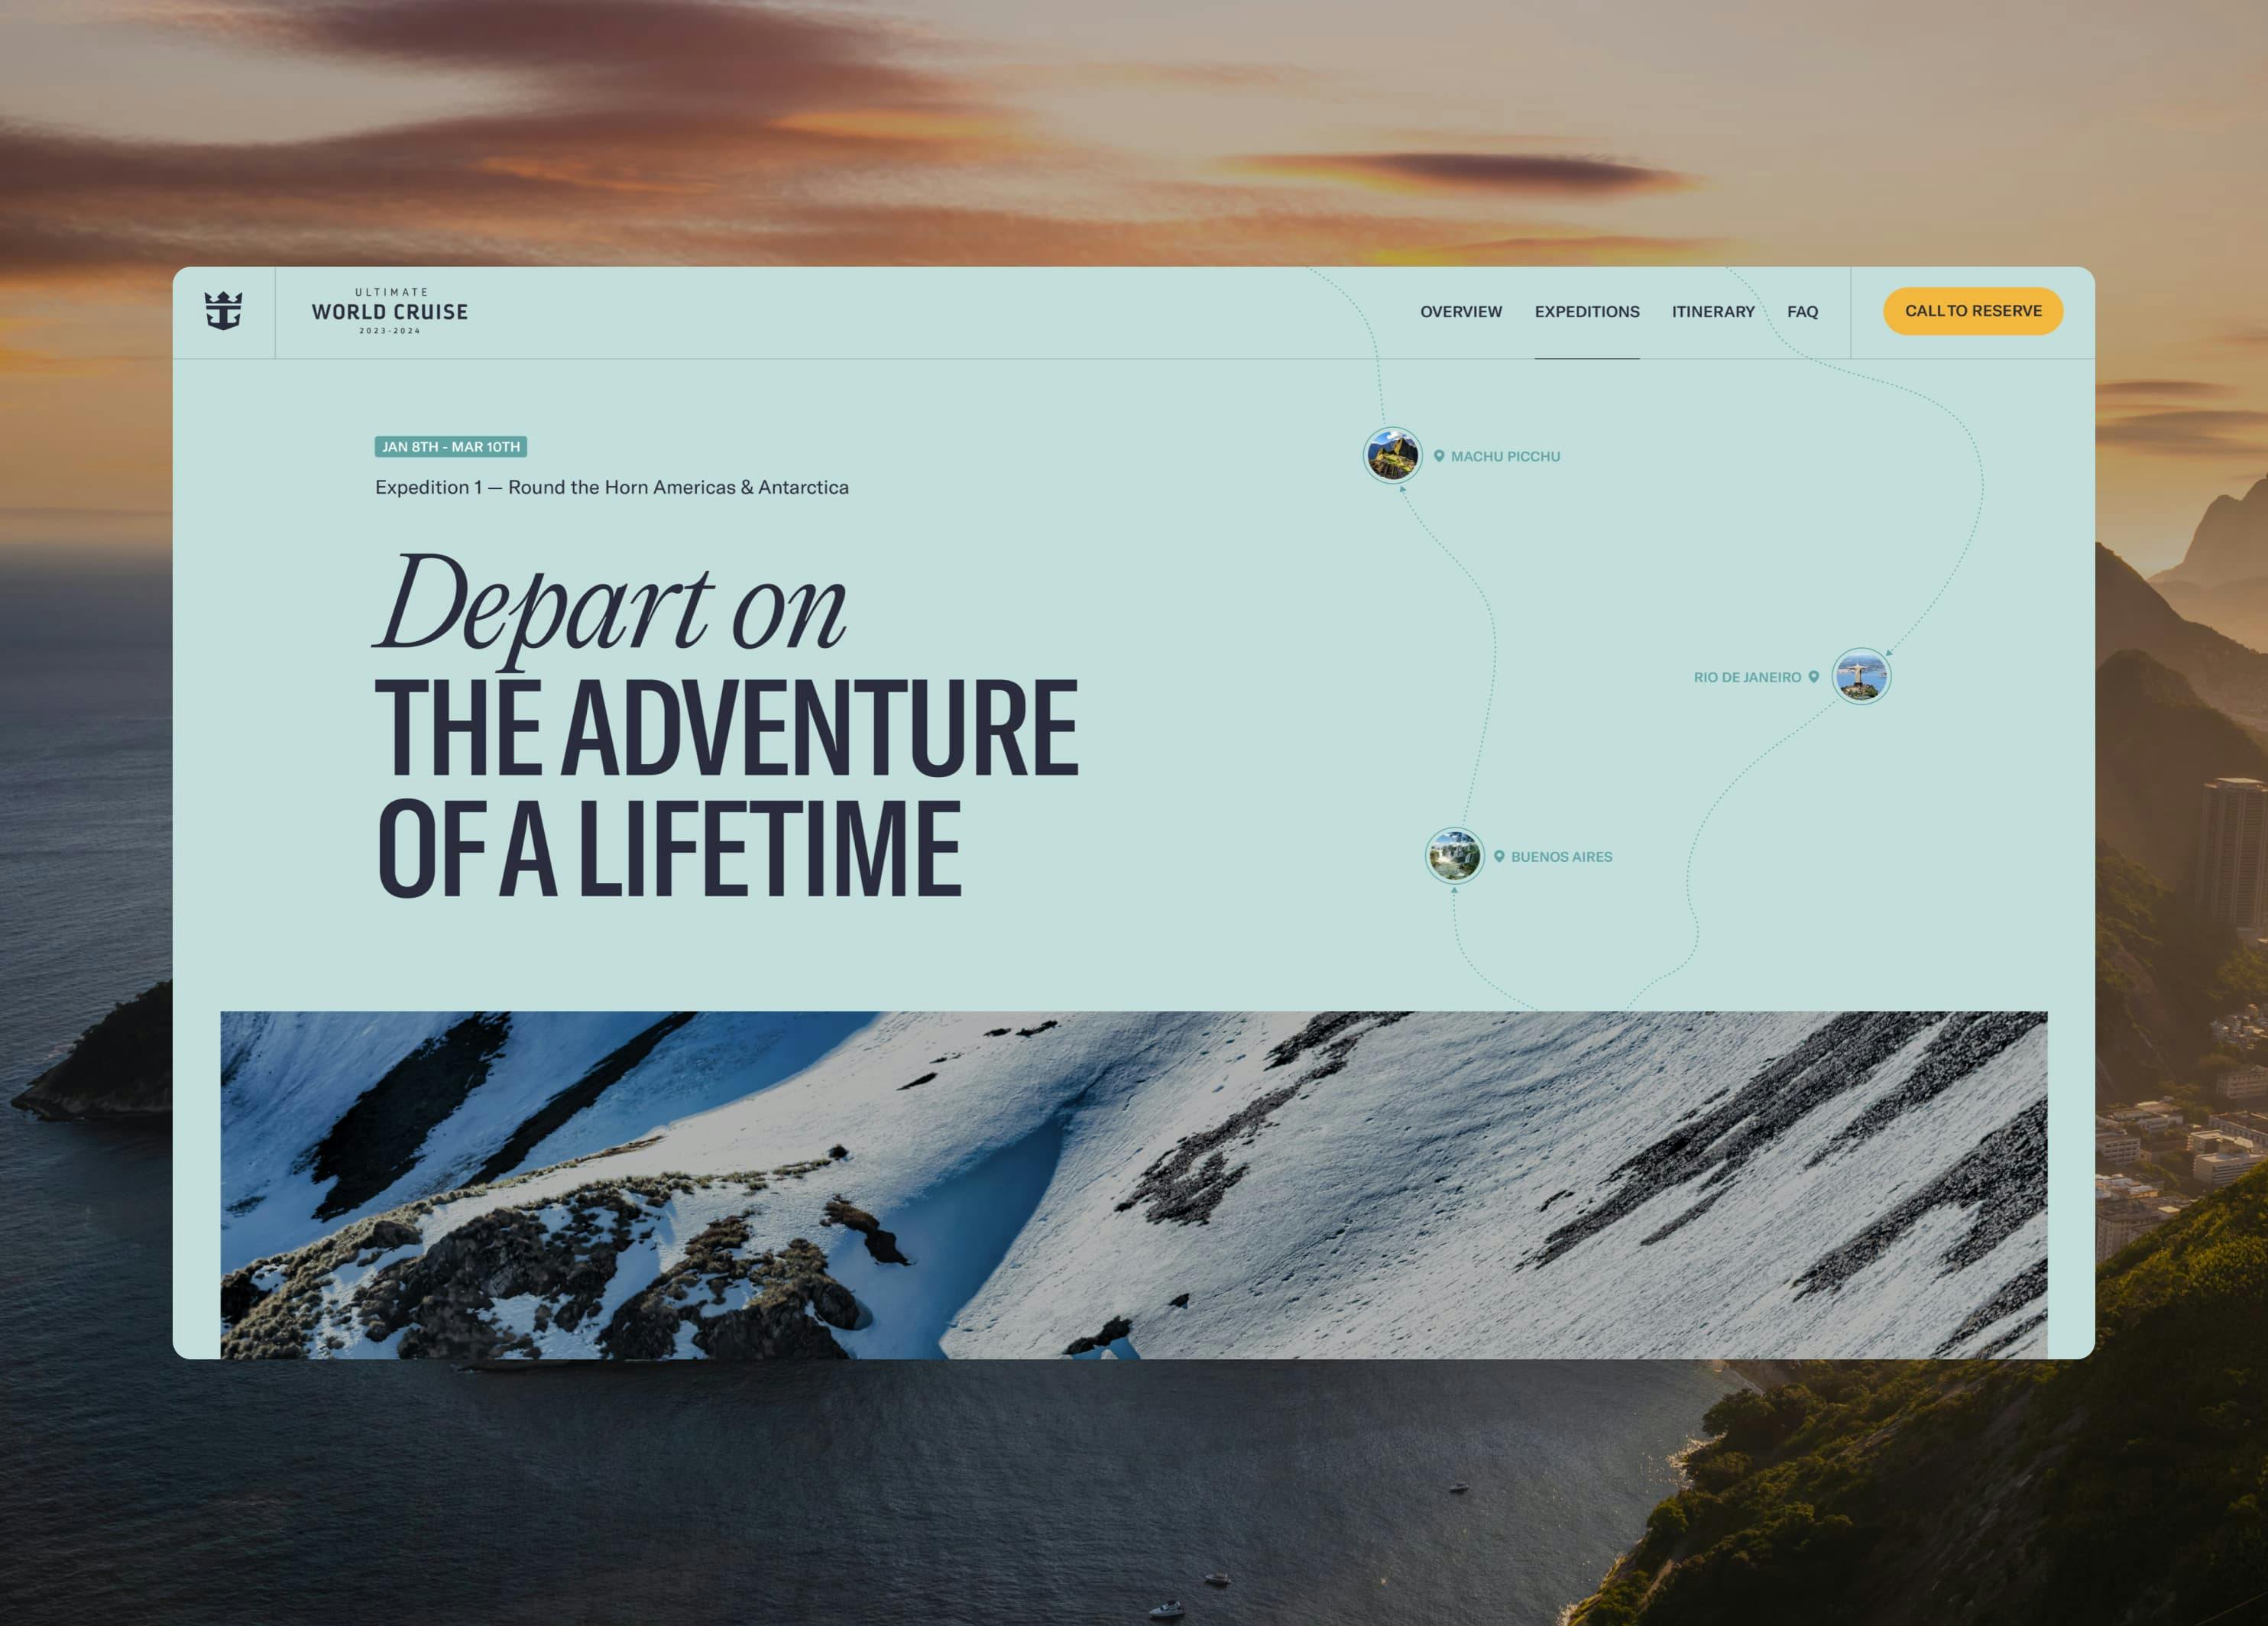 ULTIMATE
WORLD CRUISE
2023-2024
OVERVIEW EXPEDITIONS ITINERARY FAQ
CALL TO RESERVE
JAN 8TH - MAR 10TH
Expedition 1 — Round the Horn Americas & Antarctica
Depart on
THE ADVENTURE
OF A LIFETIME
MACHU PICCHU
RIO DE JANEIRO
BUENOS AIRES